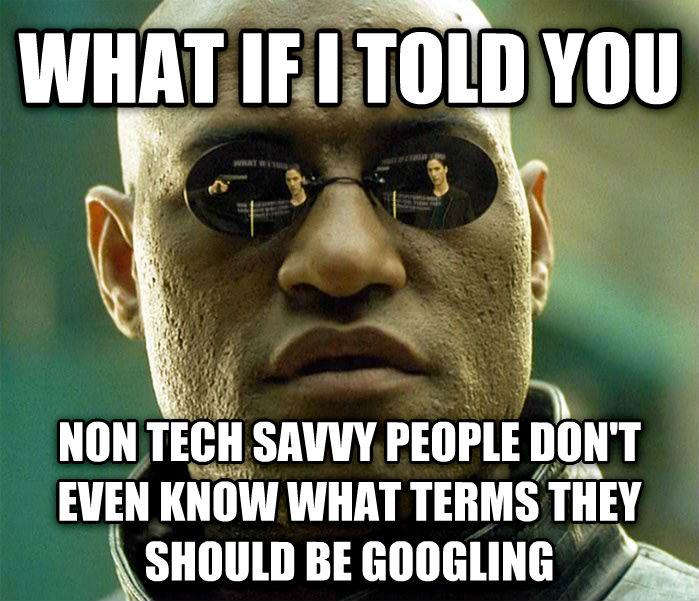 WHAT IF I TOLD YOU
NON TECH SAVVY PEOPLE DON'T
EVEN KNOW WHAT TERMS THEY
SHOULD BE GOOGLING